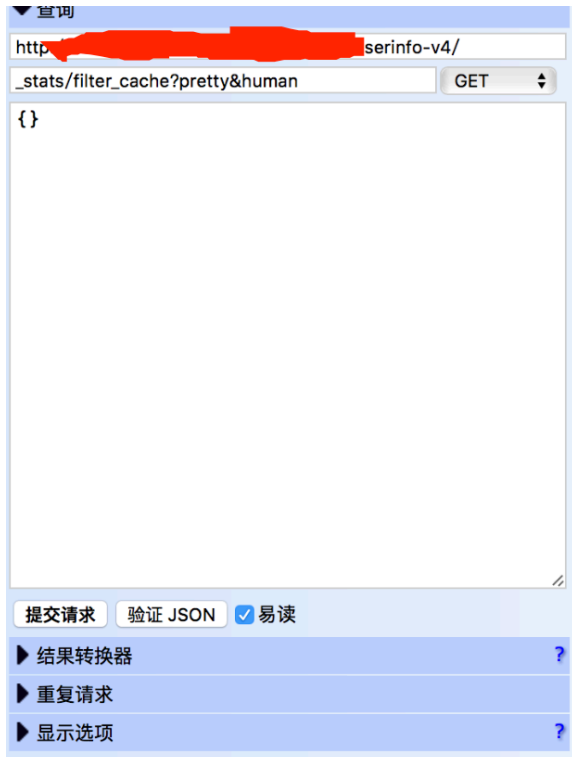 查询
http
serinfo-v4/
_stats/filter_cache?pretty&human
GET
{}
提交请求 验证 JSON 易读
结果转换器 ?
重复请求
显示选项 ?